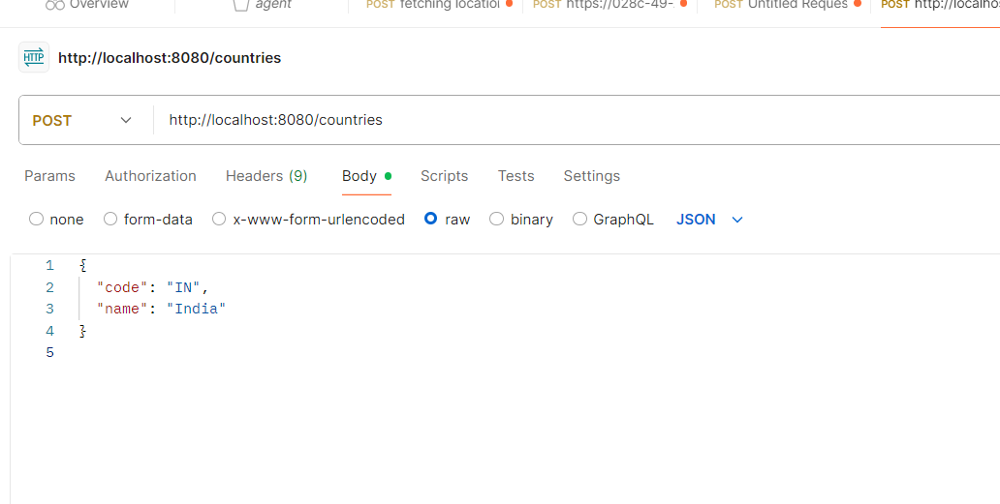 Overview agent POST fetching location POST https://028c-49- POST Untitled Reques POST http://localho
HTTP http://localhost:8080/countries
POST http://localhost:8080/countries
Params Authorization Headers (9) Body Scripts Tests Settings
none form-data x-www-form-urlencoded raw binary GraphQL JSON
1 {
2 "code": "IN",
3 "name": "India"
4 }
5